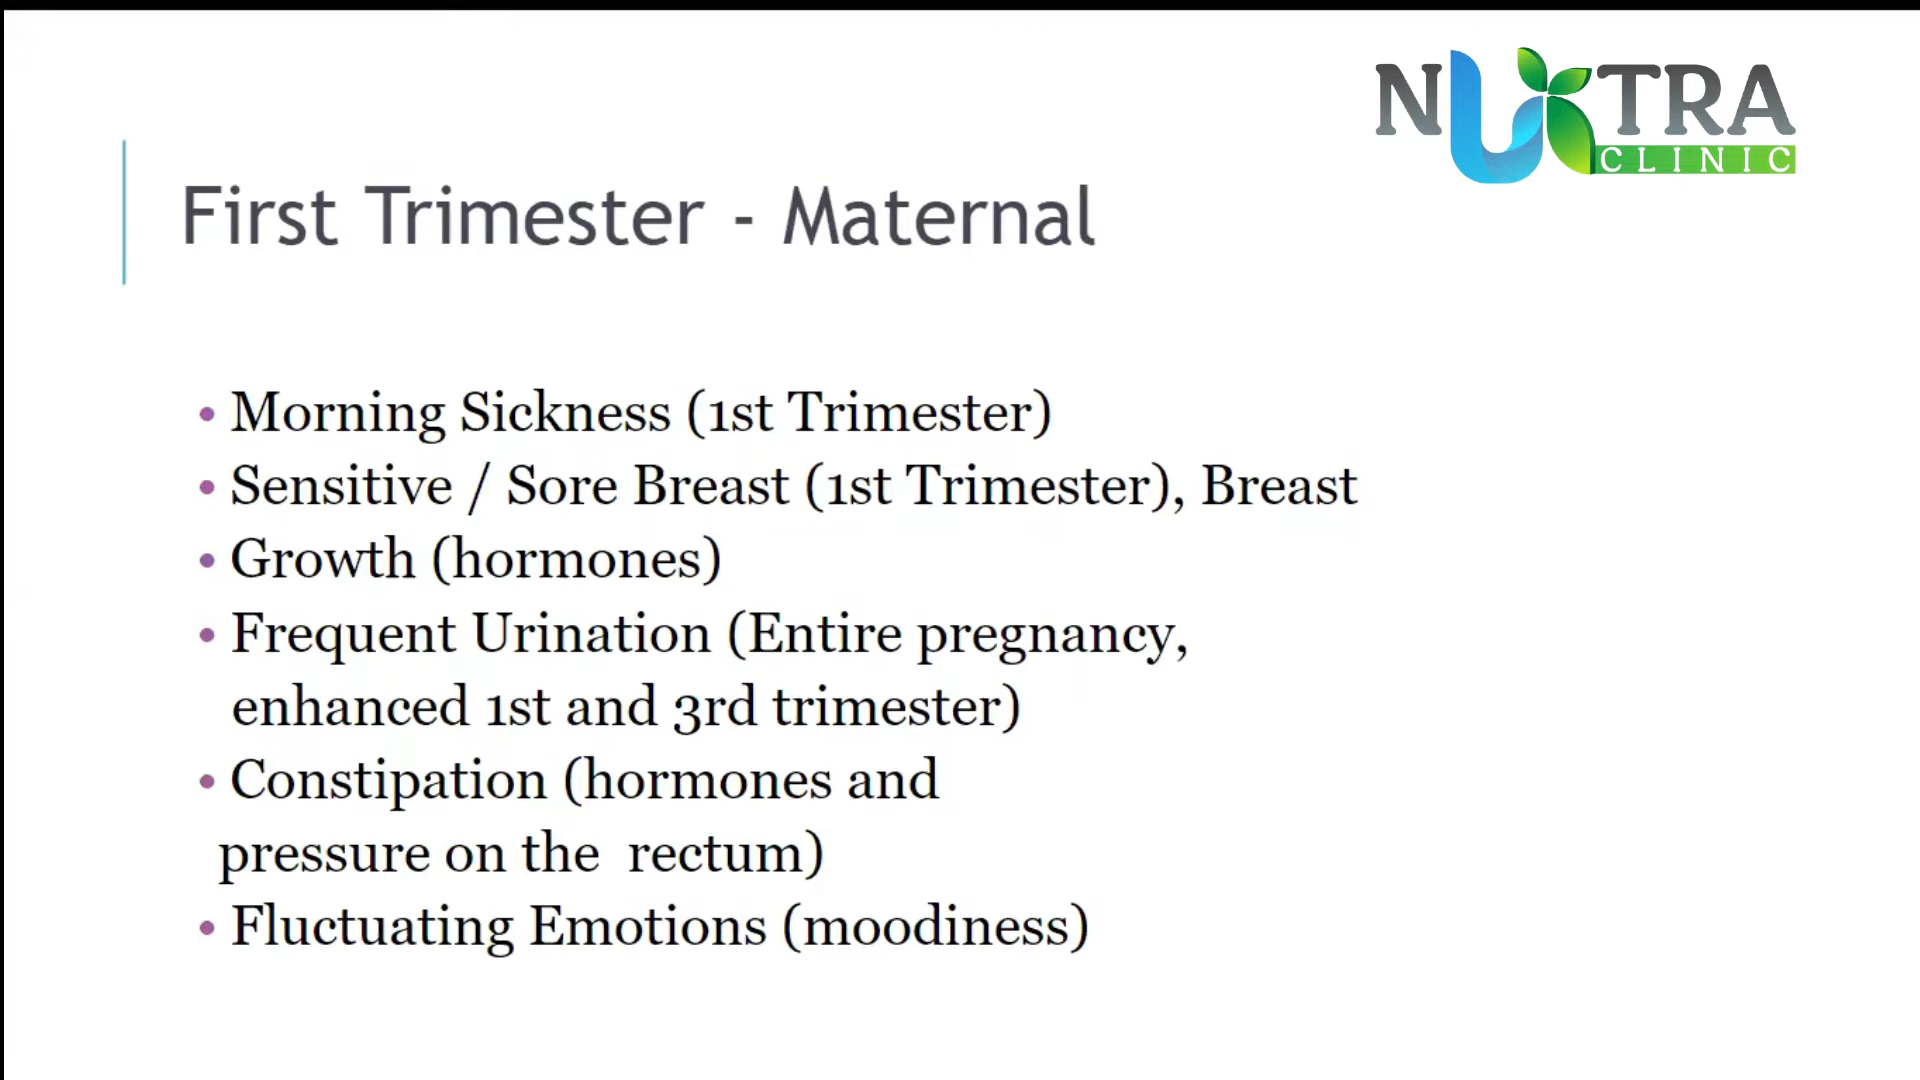 NUTRA
CLINIC
First Trimester - Maternal
• Morning Sickness (1st Trimester)
• Sensitive / Sore Breast (1st Trimester), Breast
• Growth (hormones)
• Frequent Urination (Entire pregnancy,
enhanced 1st and 3rd trimester)
• Constipation (hormones and
pressure on the rectum)
• Fluctuating Emotions (moodiness)